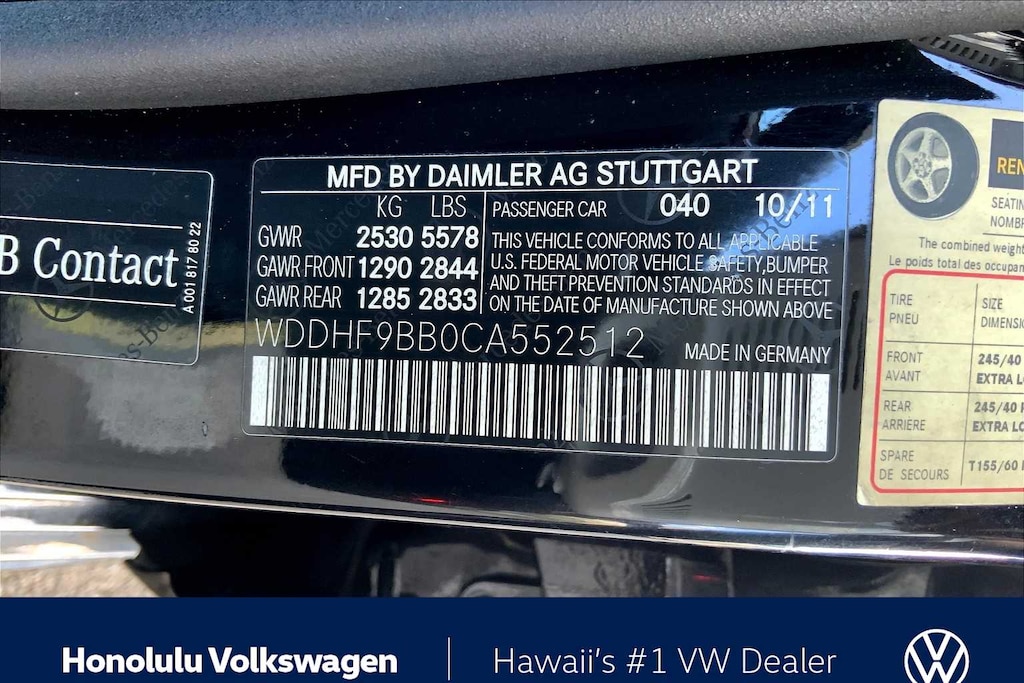 B Contact
A 001 817 80 22
MFD BY DAIMLER AG STUTTGART
KG LBS
PASSENGER CAR 040 10/11
GVWR 2530 5578
GAWR FRONT 1290 2844
GAWR REAR 1285 2833
THIS VEHICLE CONFORMS TO ALL APPLICABLE
U.S. FEDERAL MOTOR VEHICLE SAFETY, BUMPER
AND THEFT PREVENTION STANDARDS IN EFFECT
ON THE DATE OF MANUFACTURE SHOWN ABOVE
WDDHF9BB0CA552512
MADE IN GERMANY
REN
SEATIN
NOMB
The combined weight
Le poids total des occupan
TIRE SIZE
PNEU DIMENSI
FRONT 245/40
AVANT EXTRA LO
REAR 245/40
ARRIERE EXTRA LO
SPARE T155/60
DE SECOURS
Honolulu Volkswagen
Hawaii's #1 VW Dealer